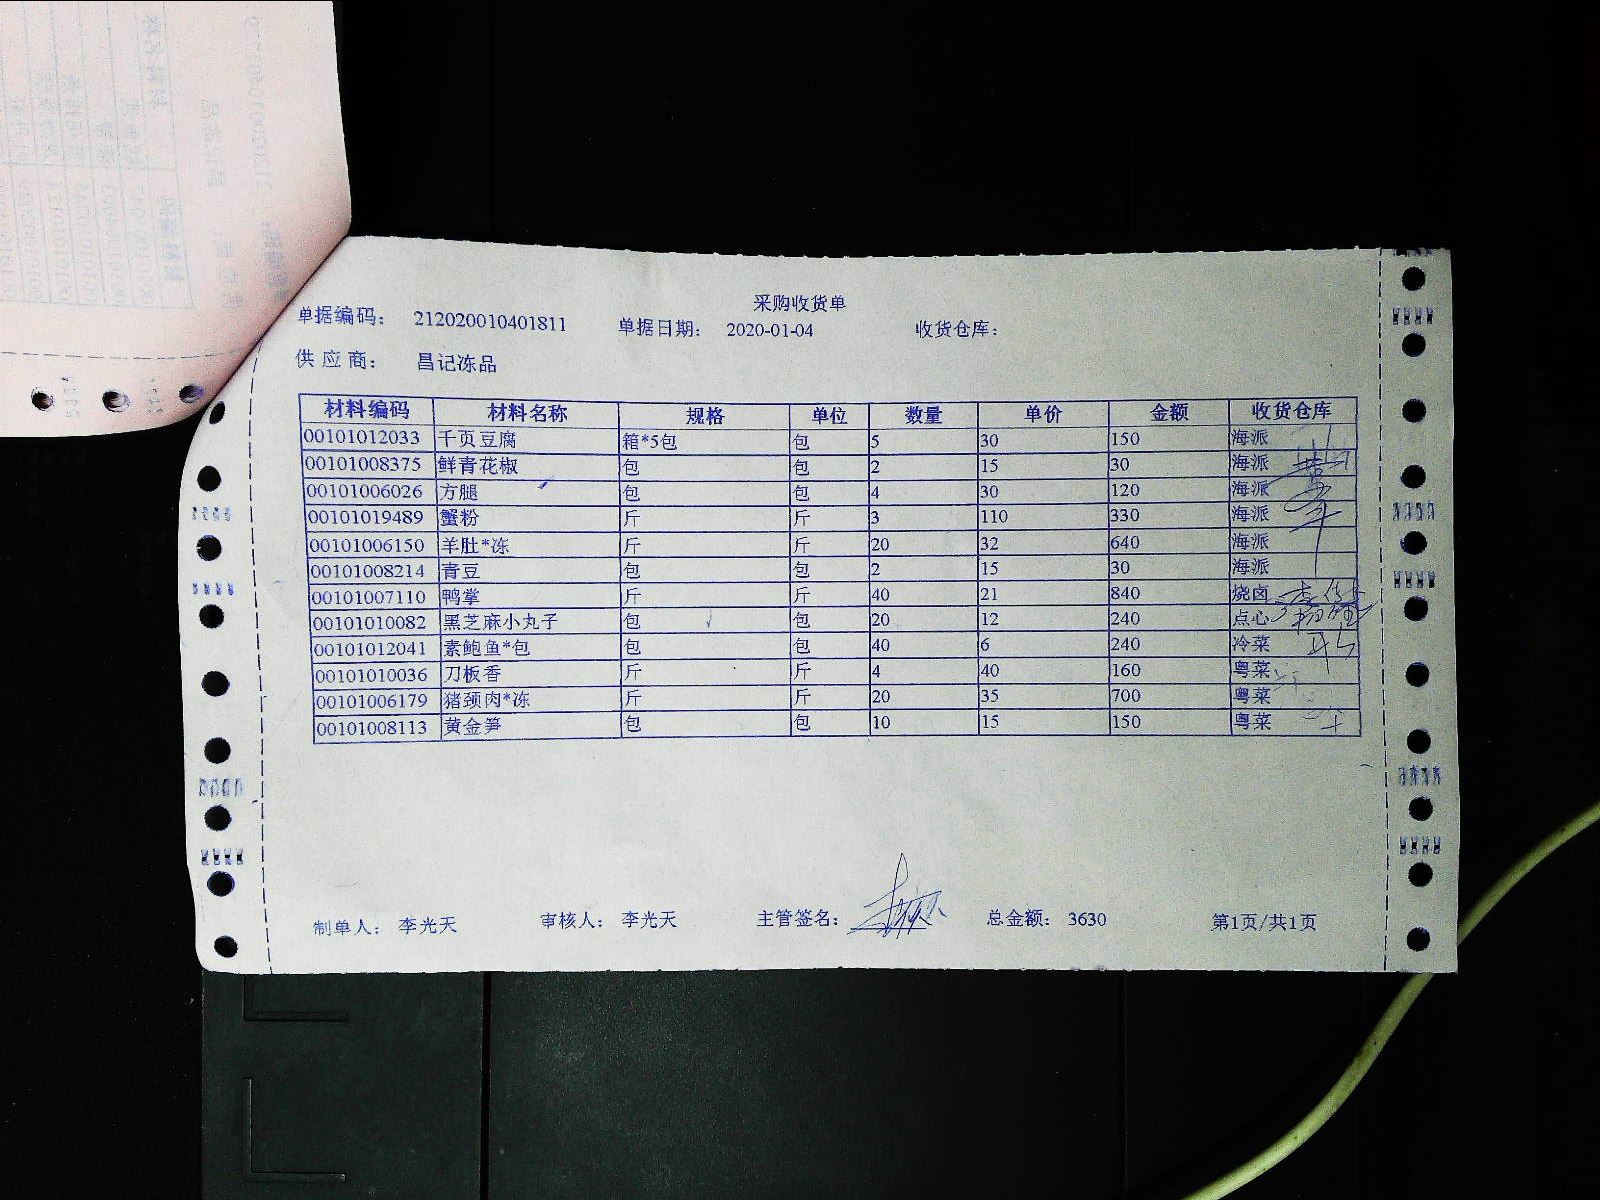 采购收货单
单据编码： 212020010401811 单据日期： 2020-01-04 收货仓库：
供 应 商： 昌记冻品
材料编码 材料名称 规格 单位 数量 单价 金额 收货仓库
00101012033 千页豆腐 箱*5包 包 5 30 150 海派
00101008375 鲜青花椒 包 包 2 15 30 海派
00101006026 方腿 包 包 4 30 120 海派
00101019489 蟹粉 斤 斤 3 110 330 海派
00101006150 羊肚*冻 斤 斤 20 32 640 海派
00101008214 青豆 包 包 2 15 30 海派
00101007110 鸭掌 斤 斤 40 21 840 烧卤
00101010082 黑芝麻小丸子 包 包 20 12 240 点心
00101012041 素鲍鱼*包 包 包 40 6 240 冷菜
00101010036 刀板香 斤 斤 4 40 160 粤菜
00101006179 猪颈肉*冻 斤 斤 20 35 700 粤菜
00101008113 黄金笋 包 包 10 15 150 粤菜
制单人： 李光天 审核人： 李光天 主管签名： 总金额： 3630 第1页/共1页